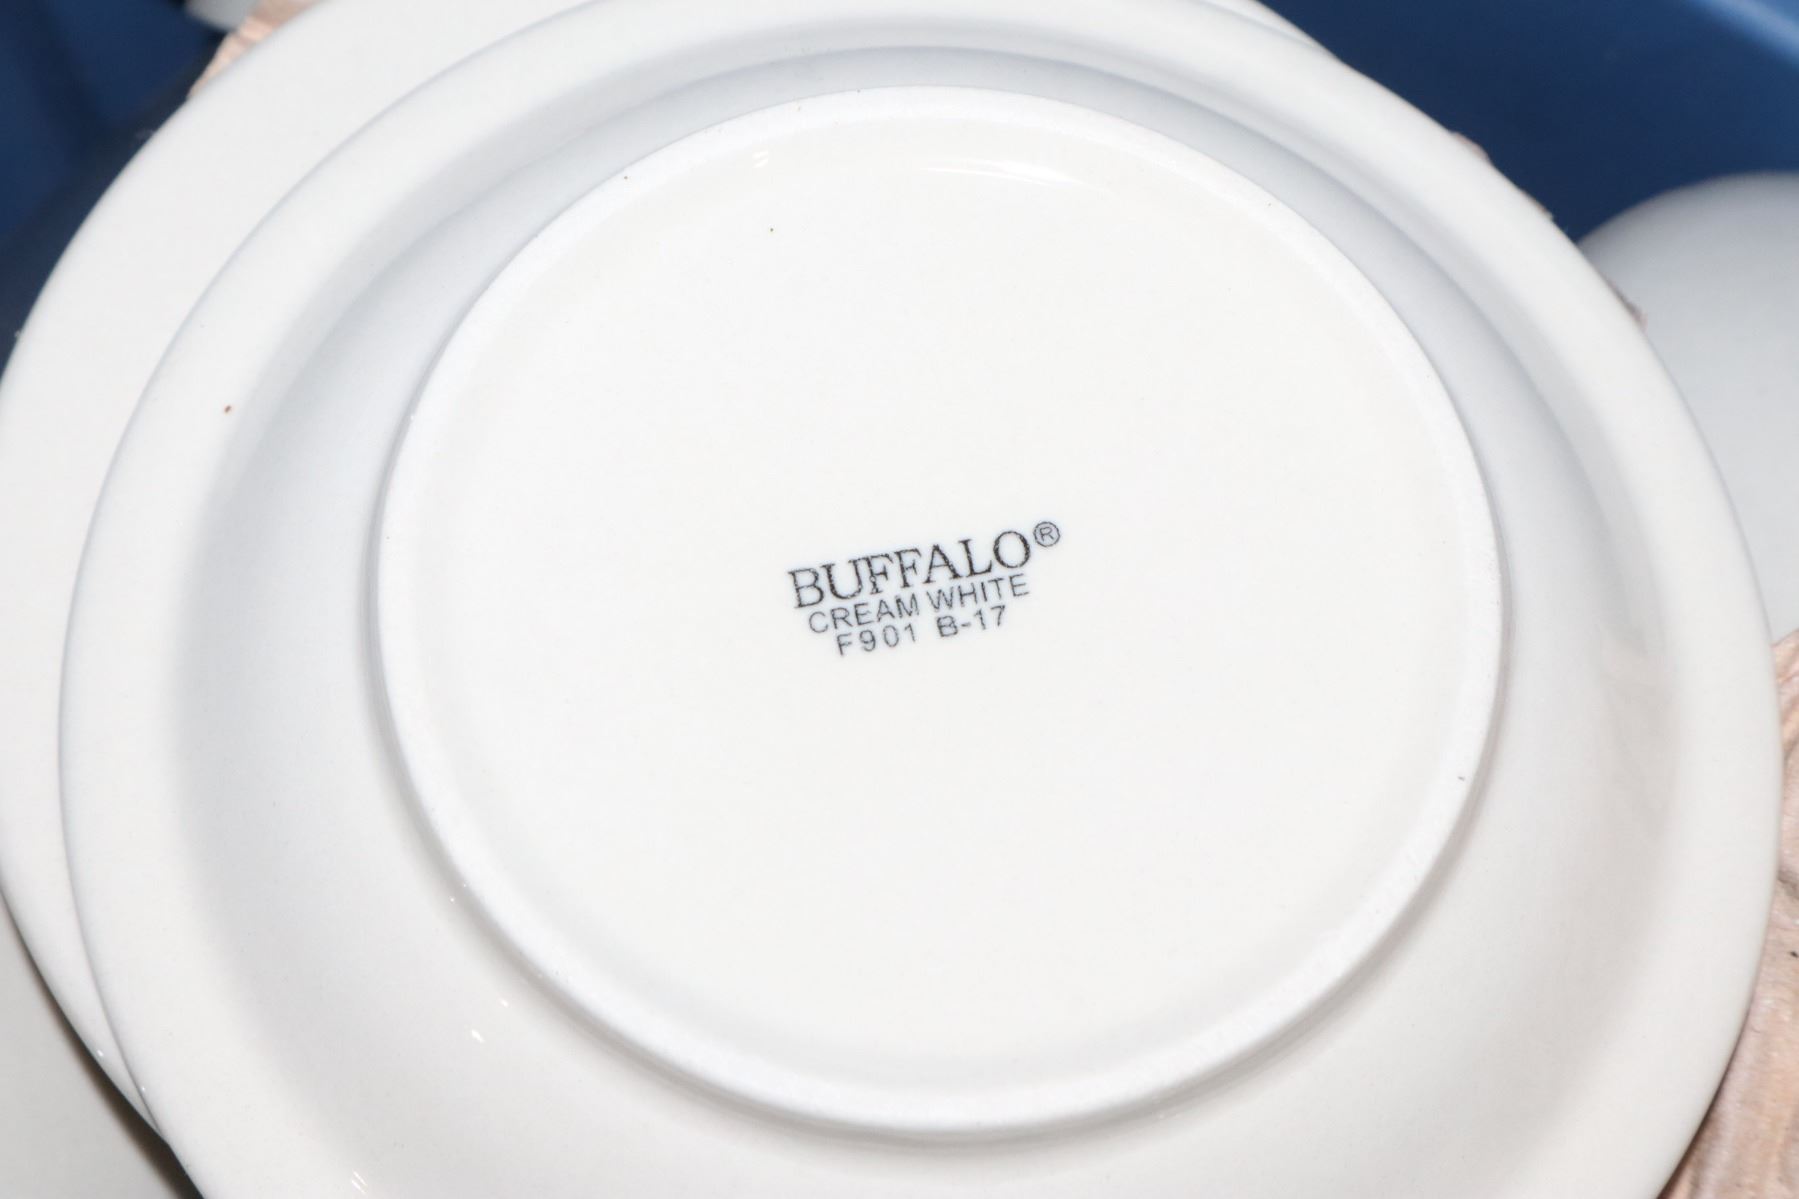 BUFFALO®
CREAM WHITE
F901 B-17